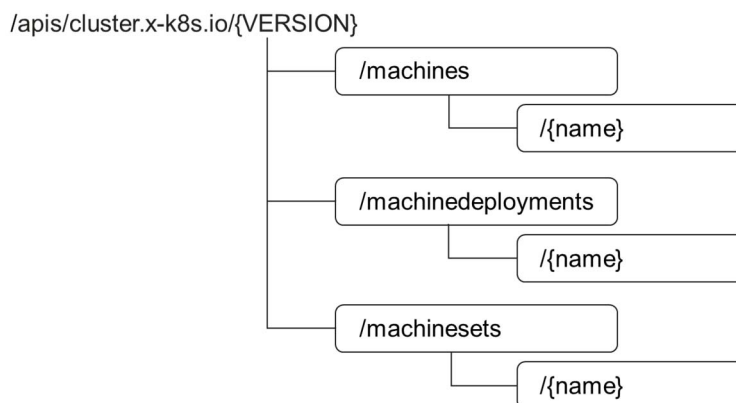 /apis/cluster.x-k8s.io/{VERSION}
/machines
/{name}
/machinedeployments
/{name}
/machinesets
/{name}